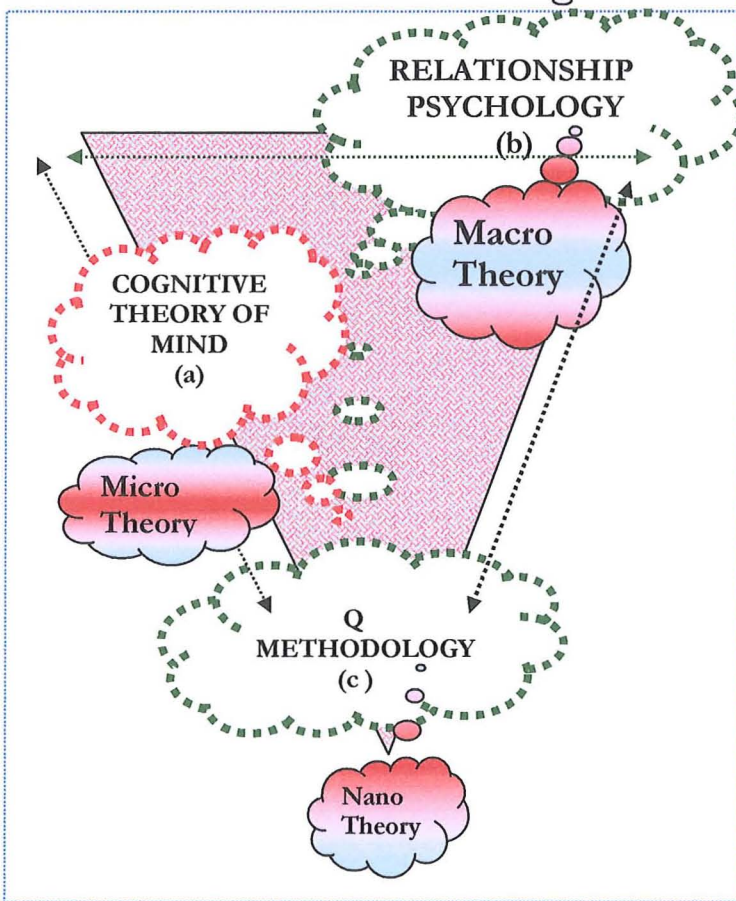 RELATIONSHIP
PSYCHOLOGY
(b)
Macro
Theory
COGNITIVE
THEORY OF
MIND
(a)
Micro
Theory
Q
METHODOLOGY
(c )
Nano
Theory